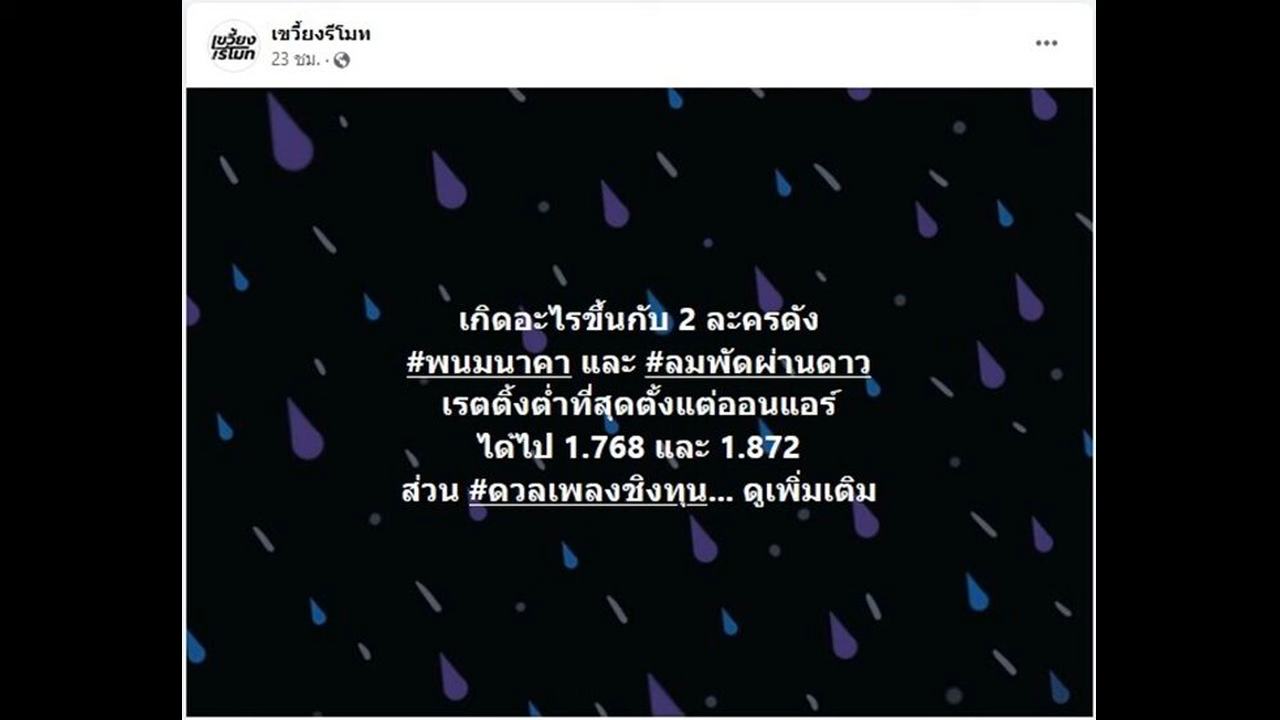 เขวี้ยงรีโมท
เขวี้ยงรีโมท
23 ชม. ·
เกิดอะไรขึ้นกับ 2 ละครดัง
#พนมนาคา และ #ลมพัดผ่านดาว
เรตติ้งต่ำที่สุดตั้งแต่ออนแอร์
ได้ไป 1.768 และ 1.872
ส่วน #ดวลเพลงชิงทุน... ดูเพิ่มเติม